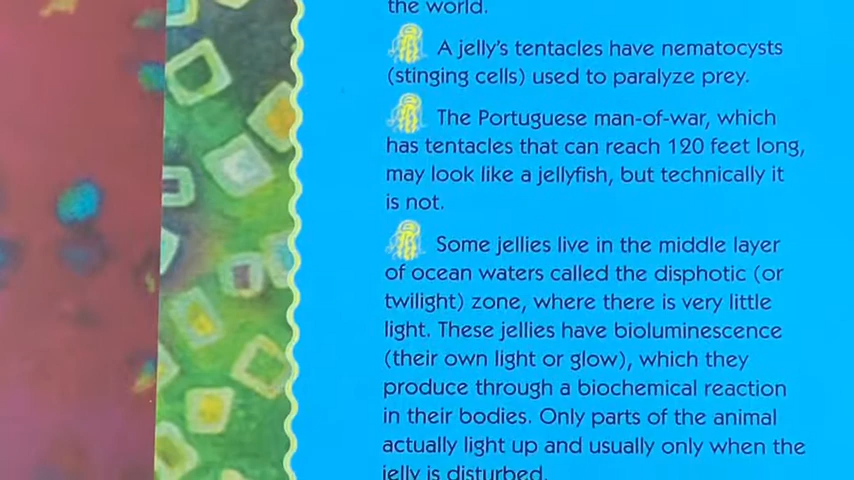 the world.
A jelly's tentacles have nematocysts
(stinging cells) used to paralyze prey.
The Portuguese man-of-war, which
has tentacles that can reach 120 feet long,
may look like a jellyfish, but technically it
is not.
Some jellies live in the middle layer
of ocean waters called the disphotic (or
twilight) zone, where there is very little
light. These jellies have bioluminescence
(their own light or glow), which they
produce through a biochemical reaction
in their bodies. Only parts of the animal
actually light up and usually only when the
jelly is disturbed.